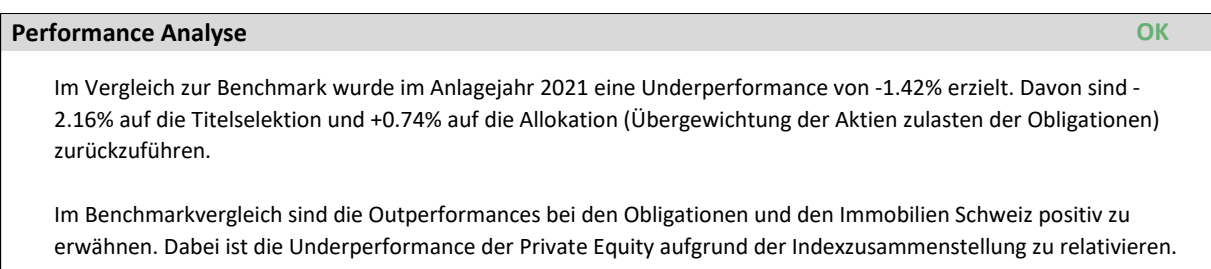 Performance Analyse OK
Im Vergleich zur Benchmark wurde im Anlagejahr 2021 eine Underperformance von -1.42% erzielt. Davon sind -
2.16% auf die Titelselektion und +0.74% auf die Allokation (Übergewichtung der Aktien zulasten der Obligationen)
zurückzuführen.
Im Benchmarkvergleich sind die Outperformances bei den Obligationen und den Immobilien Schweiz positiv zu
erwähnen. Dabei ist die Underperformance der Private Equity aufgrund der Indexzusammenstellung zu relativieren.